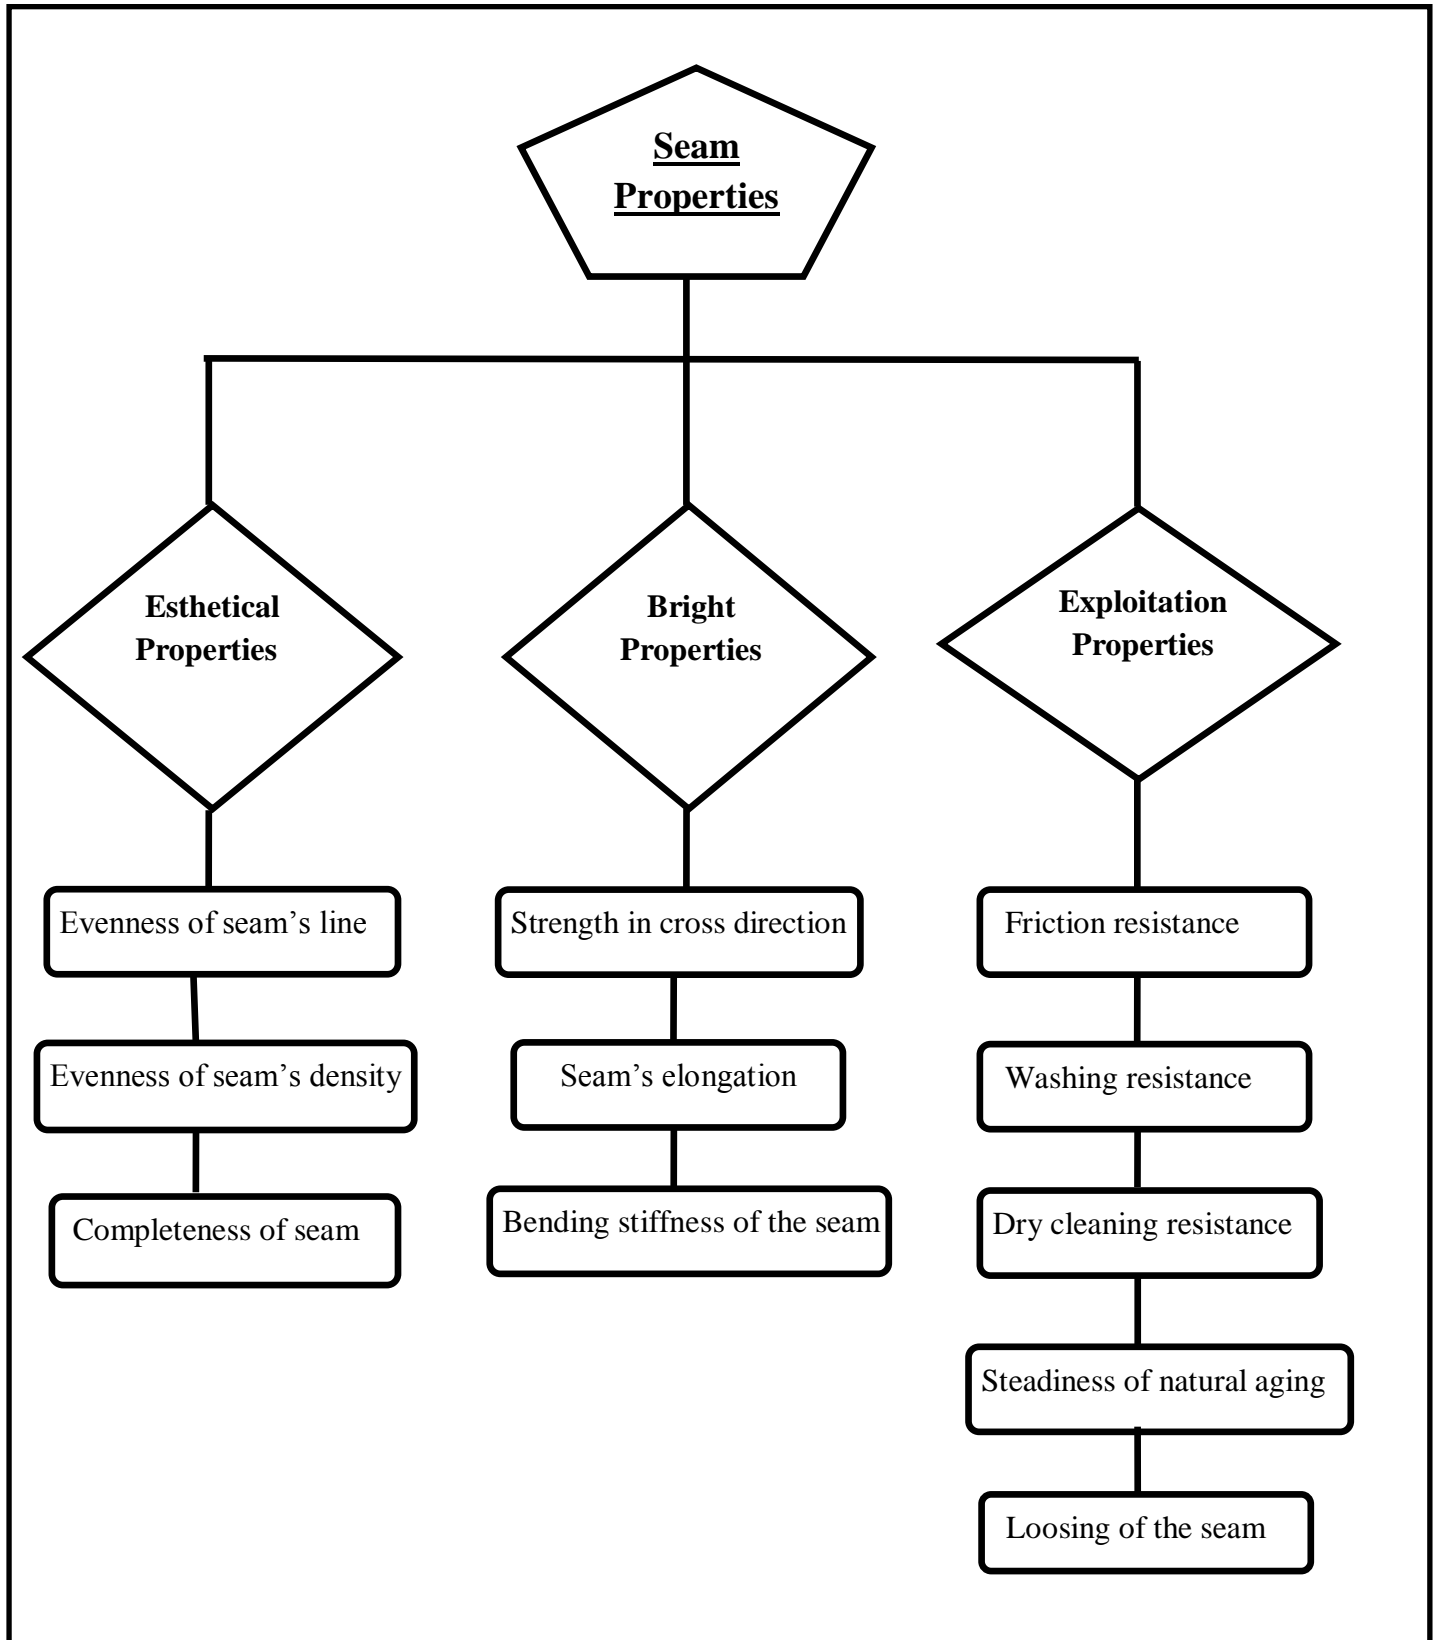 Seam
Properties
Esthetical
Properties
Bright
Properties
Exploitation
Properties
Evenness of seam’s line
Evenness of seam’s density
Completeness of seam
Strength in cross direction
Seam’s elongation
Bending stiffness of the seam
Friction resistance
Washing resistance
Dry cleaning resistance
Steadiness of natural aging
Loosing of the seam